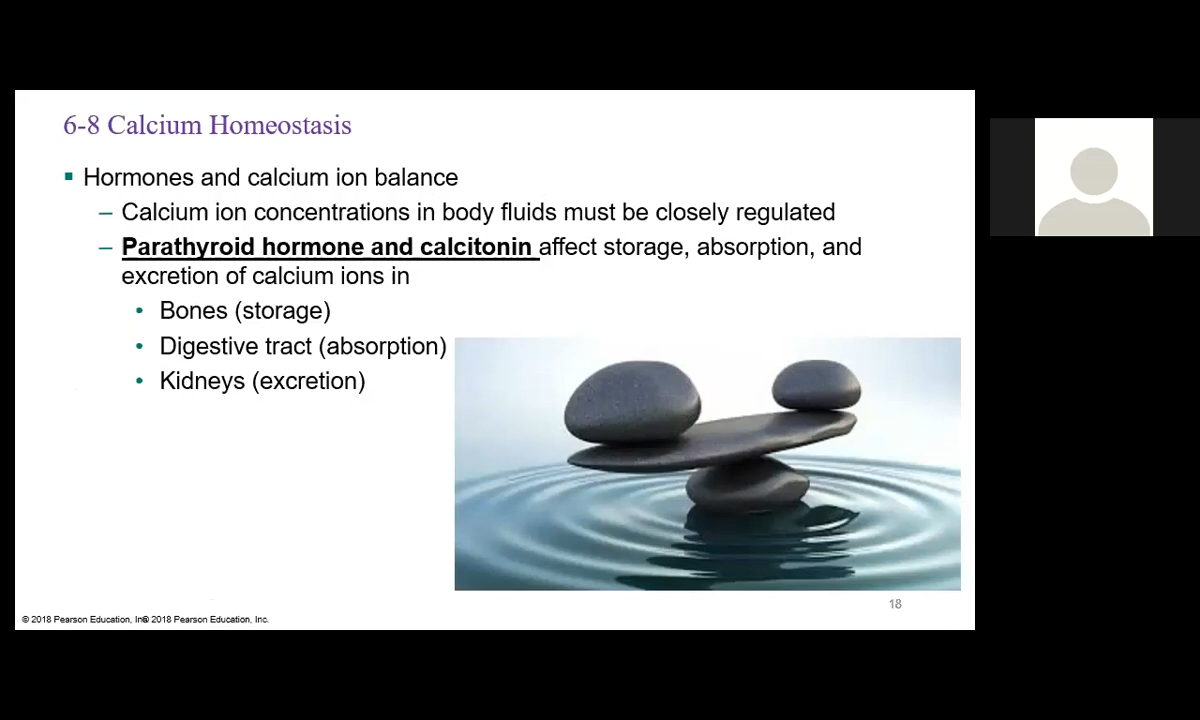 6-8 Calcium Homeostasis
▪ Hormones and calcium ion balance
– Calcium ion concentrations in body fluids must be closely regulated
– Parathyroid hormone and calcitonin affect storage, absorption, and
excretion of calcium ions in
• Bones (storage)
• Digestive tract (absorption)
• Kidneys (excretion)
18
© 2018 Pearson Education, In© 2018 Pearson Education, Inc.